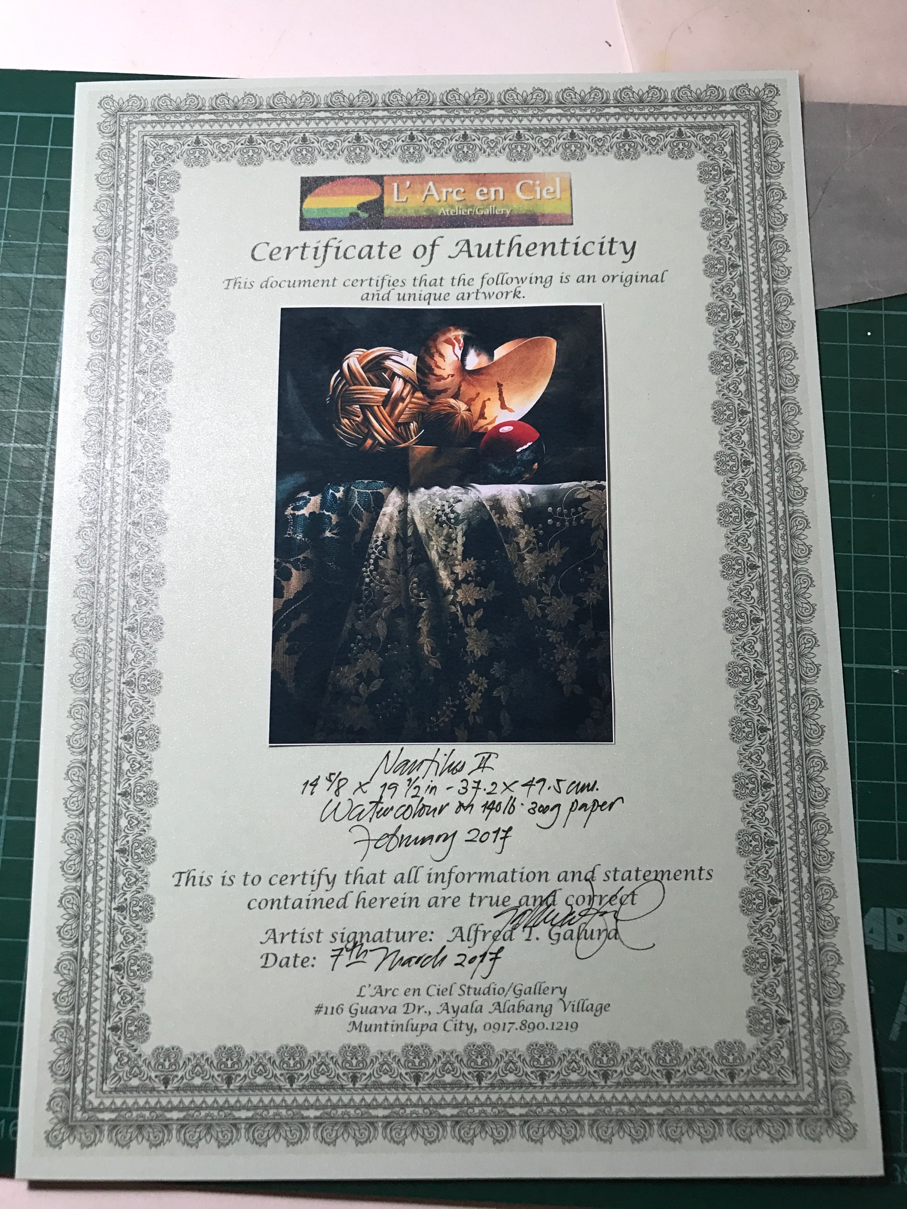 L' Arc en Ciel
Atelier/Gallery
Certificate of Authenticity
This document certifies that the following is an original
and unique artwork.
Nautilus II
14 5/8 x 19 1/2 in - 37.2 x 49.5 cms.
Watercolour on 140lb. 300g paper
February 2017
This is to certify that all information and statements
contained herein are true and correct
Artist signature: Alfred T. Galura
Date: 7th March 2017
L'Arc en Ciel Studio/Gallery
#116 Guava Dr., Ayala Alabang Village
Muntinlupa City, 0917.890.1219